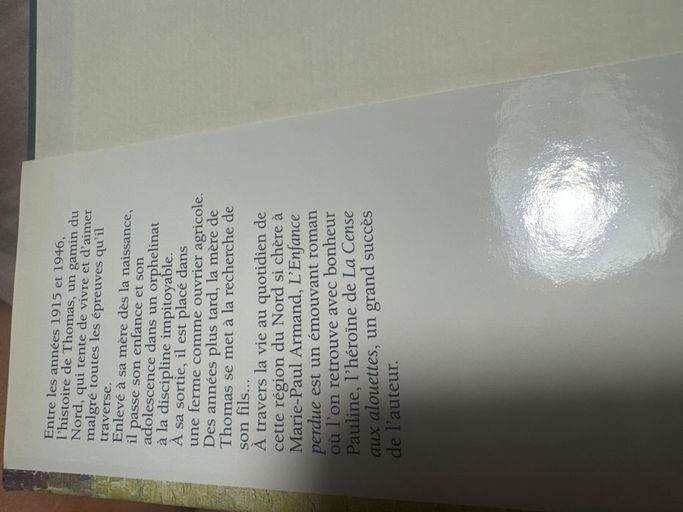 Entre les années 1915 et 1946,
l'histoire de Thomas, un gamin du
Nord, qui tente de vivre et d'aimer
malgré toutes les épreuves qu'il
traverse.
Enlevé à sa mère dès la naissance,
il passe son enfance et son
adolescence dans un orphelinat
à la discipline impitoyable.
À sa sortie, il est placé dans
une ferme comme ouvrier agricole.
Des années plus tard, la mère de
Thomas se met à la recherche de
son fils...
À travers la vie au quotidien de
cette région du Nord si chère à
Marie-Paul Armand, L'Enfance
perdue est un émouvant roman
où l'on retrouve avec bonheur
Pauline, l'héroïne de La Cense
aux alouettes, un grand succès
de l'auteur.